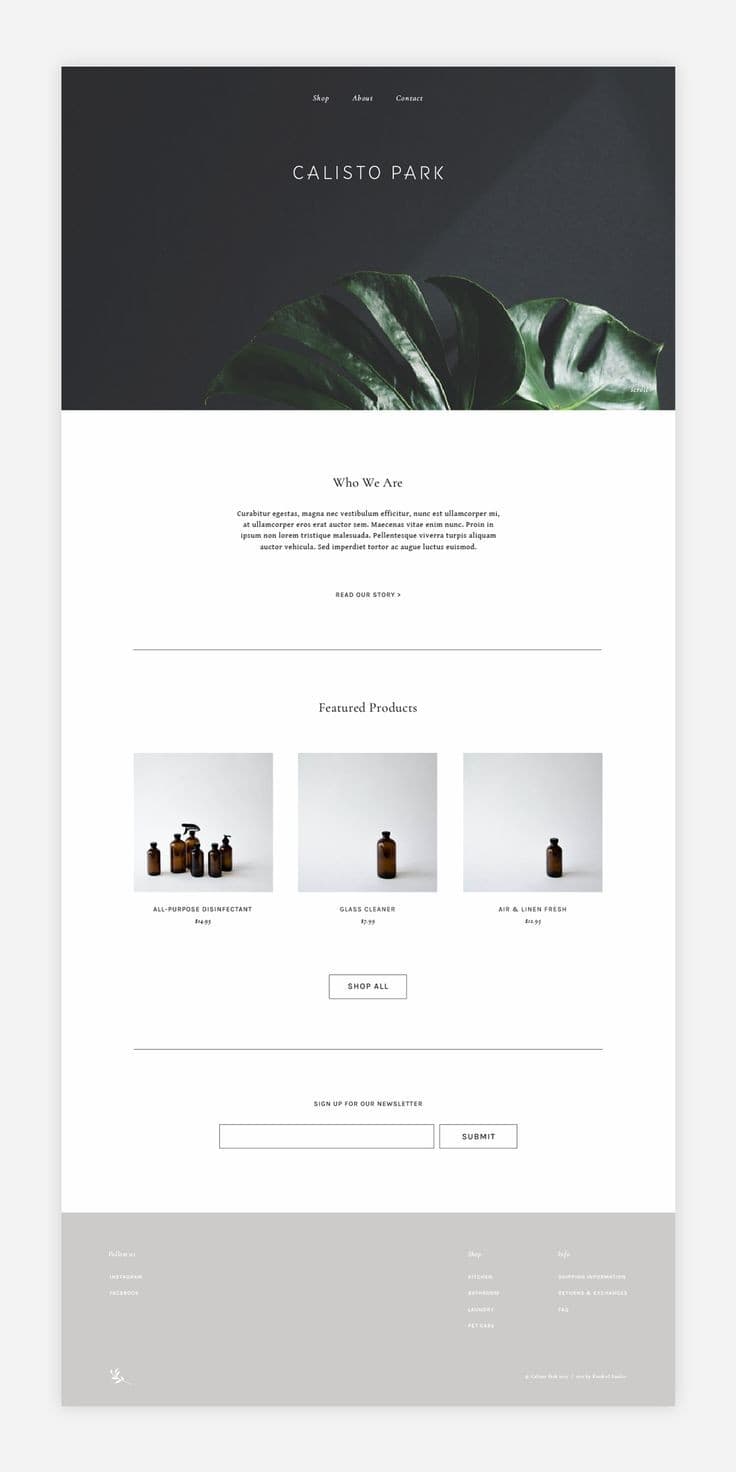 Shop About Contact
CALISTO PARK
scroll
Who We Are
Curabitur egestas, magna nec vestibulum efficitur, nunc est ullamcorper mi,
at ullamcorper eros erat auctor sem. Maecenas vitae enim nunc. Proin in
ipsum non lorem tristique malesuada. Pellentesque viverra turpis aliquam
auctor vehicula. Sed imperdiet tortor ac augue luctus euismod.
READ OUR STORY >
Featured Products
ALL-PURPOSE DISINFECTANT
$14.95
GLASS CLEANER
$7.99
AIR & LINEN FRESH
$12.95
SHOP ALL
SIGN UP FOR OUR NEWSLETTER
SUBMIT
Follow us
INSTAGRAM
FACEBOOK
Shop
KITCHEN
BATHROOM
LAUNDRY
PET CARE
Info
SHIPPING INFORMATION
RETURNS & EXCHANGES
FAQ
© Calisto Park